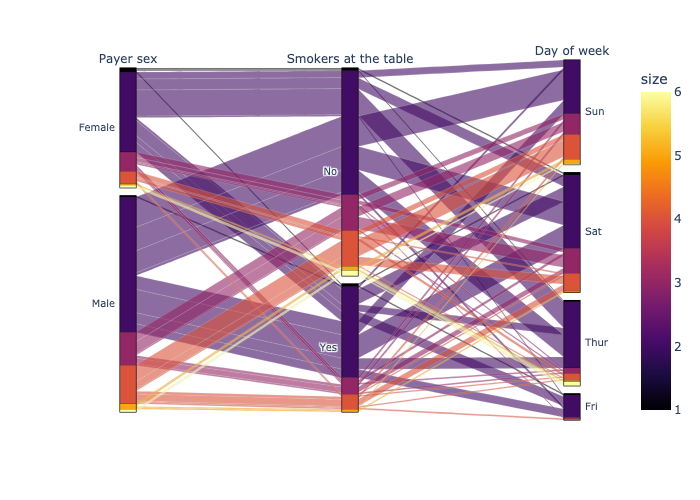 Payer sex
Smokers at the table
Day of week
size
Female
Male
No
Yes
Sun
Sat
Thur
Fri
6
5
4
3
2
1